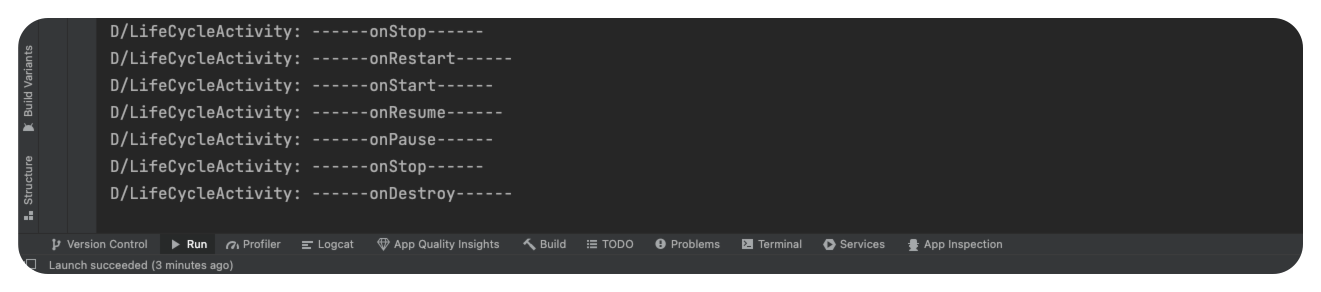 D/LifeCycleActivity: ------onStop------
D/LifeCycleActivity: ------onRestart------
D/LifeCycleActivity: ------onStart------
D/LifeCycleActivity: ------onResume------
D/LifeCycleActivity: ------onPause------
D/LifeCycleActivity: ------onStop------
D/LifeCycleActivity: ------onDestroy------
Build Variants
Structure
Version Control Run Profiler Logcat App Quality Insights Build TODO Problems Terminal Services App Inspection
Launch succeeded (3 minutes ago)